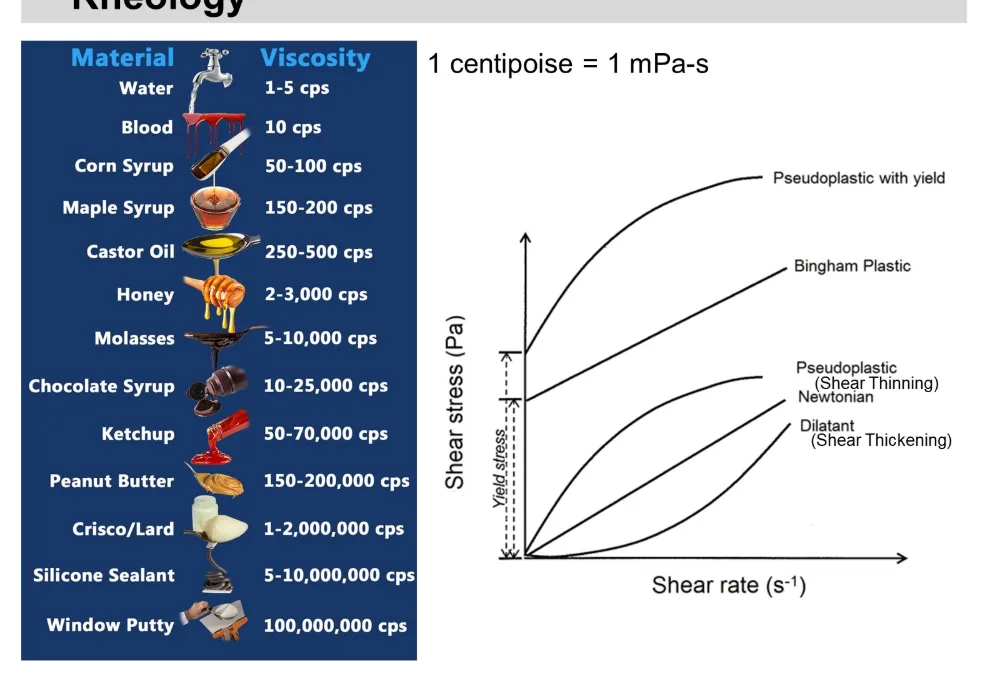 Rheology
Material Viscosity
Water 1-5 cps
Blood 10 cps
Corn Syrup 50-100 cps
Maple Syrup 150-200 cps
Castor Oil 250-500 cps
Honey 2-3,000 cps
Molasses 5-10,000 cps
Chocolate Syrup 10-25,000 cps
Ketchup 50-70,000 cps
Peanut Butter 150-200,000 cps
Crisco/Lard 1-2,000,000 cps
Silicone Sealant 5-10,000,000 cps
Window Putty 100,000,000 cps
1 centipoise = 1 mPa-s
Pseudoplastic with yield
Bingham Plastic
Pseudoplastic
(Shear Thinning)
Newtonian
Dilatant
(Shear Thickening)
Shear stress (Pa)
Yield stress
Shear rate (s-1)